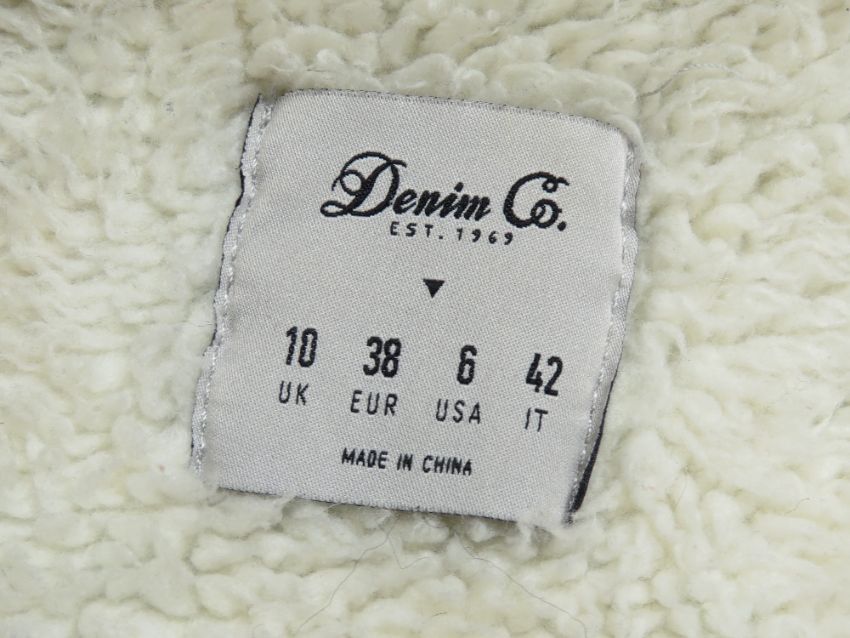 Denim Co.
EST. 1969
10 38 6 42
UK EUR USA IT
MADE IN CHINA